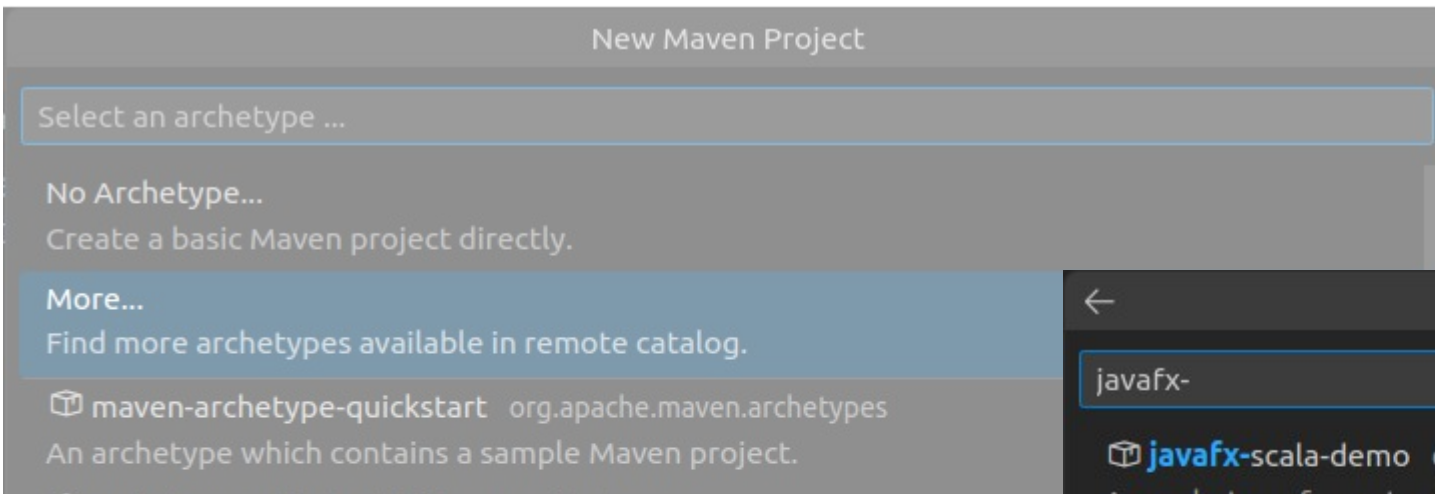 New Maven Project
Select an archetype ...
No Archetype...
Create a basic Maven project directly.
More...
Find more archetypes available in remote catalog.
maven-archetype-quickstart org.apache.maven.archetypes
An archetype which contains a sample Maven project.
javafx-
javafx-scala-demo